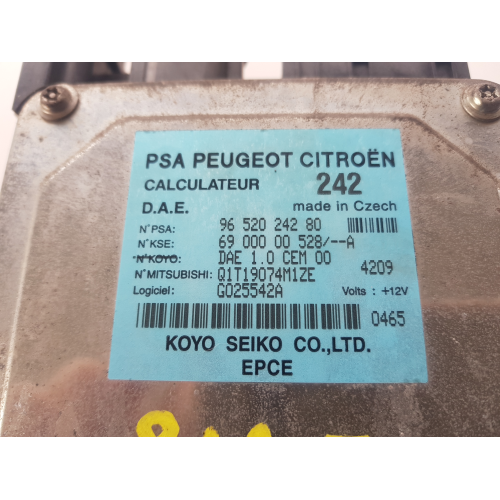 PSA PEUGEOT CITROËN
CALCULATEUR 242
D.A.E. made in Czech
N°PSA: 96 520 242 80
N°KSE: 69 000 00 528/--A
N°KOYO: DAE 1.0 CEM 00
N°MITSUBISHI: Q1T19074M1ZE 4209
Logiciel: G025542A Volts : +12V
0465
KOYO SEIKO CO.,LTD.
EPCE